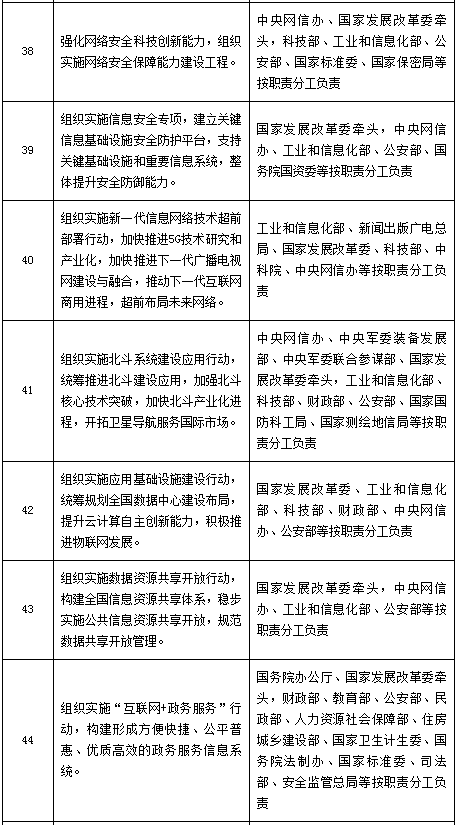 38
强化网络安全科技创新能力，组织
实施网络安全保障能力建设工程。
中央网信办、国家发展改革委牵
头，科技部、工业和信息化部、公
安部、国家标准委、国家保密局等
按职责分工负责
39
组织实施信息安全专项，建立关键
信息基础设施安全防护平台，支持
关键基础设施和重要信息系统，整
体提升安全防御能力。
国家发展改革委牵头，中央网信
办、工业和信息化部、公安部、国
务院国资委等按职责分工负责
40
组织实施新一代信息网络技术超前
部署行动，加快推进5G技术研究和
产业化，加快推进下一代广播电视
网建设与融合，推动下一代互联网
商用进程，超前布局未来网络。
工业和信息化部、新闻出版广电总
局、国家发展改革委、科技部、中
科院、中央网信办等按职责分工负
责
41
组织实施北斗系统建设应用行动，
统筹推进北斗建设应用，加强北斗
核心技术突破，加快北斗产业化进
程，开拓卫星导航服务国际市场。
中央网信办、中央军委装备发展
部、中央军委联合参谋部、国家发
展改革委牵头，工业和信息化部、
科技部、财政部、公安部、国家国
防科工局、国家测绘地信局等按职
责分工负责
42
组织实施应用基础设施建设行动，
统筹规划全国数据中心建设布局，
提升云计算自主创新能力，积极推
进物联网发展。
国家发展改革委、工业和信息化
部、科技部、财政部、中央网信
办、公安部等按职责分工负责
43
组织实施数据资源共享开放行动，
构建全国信息资源共享体系，稳步
实施公共信息资源共享开放，规范
数据共享开放管理。
国家发展改革委牵头，中央网信
办、工业和信息化部、公安部等按
职责分工负责
44
组织实施“互联网+政务服务”行
动，构建形成方便快捷、公平普
惠、优质高效的政务服务信息系
统。
国务院办公厅、国家发展改革委牵
头，财政部、教育部、公安部、民
政部、人力资源社会保障部、住房
城乡建设部、国家卫生计生委、国
务院法制办、国家标准委、司法
部、安全监管总局等按职责分工负
责